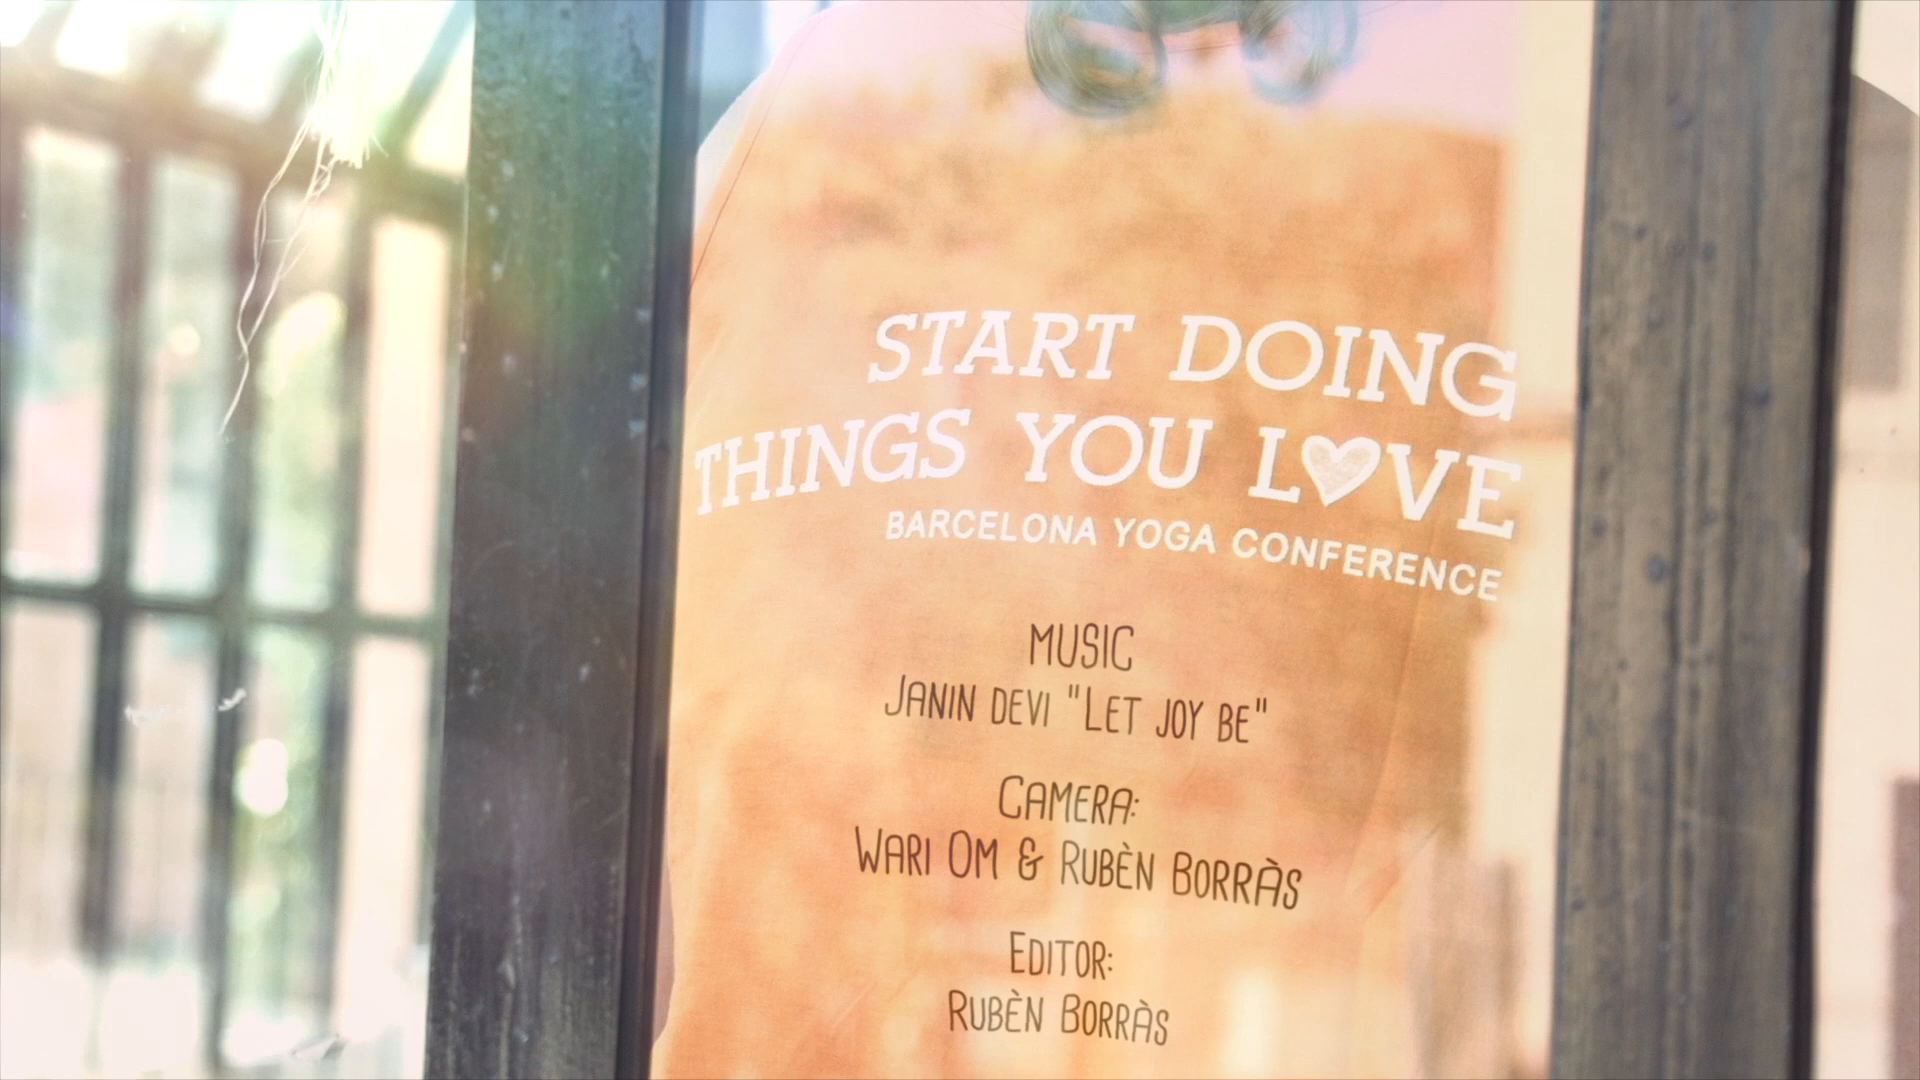 START DOING
THINGS YOU LOVE
BARCELONA YOGA CONFERENCE
MUSIC
JANIN DEVI "LET JOY BE"
CAMERA:
WARI OM & RUBÈN BORRÀS
EDITOR:
RUBÈN BORRÀS